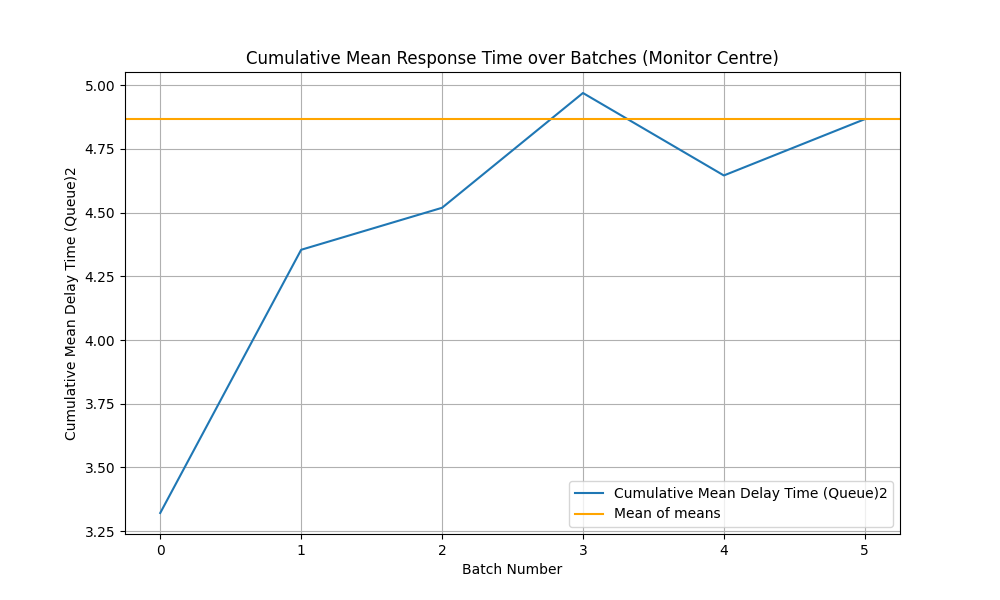 Cumulative Mean Response Time over Batches (Monitor Centre)
Cumulative Mean Delay Time (Queue)2
5.00
4.75
4.50
4.25
4.00
3.75
3.50
3.25
Cumulative Mean Delay Time (Queue)2
Mean of means
0 1 2 3 4 5
Batch Number